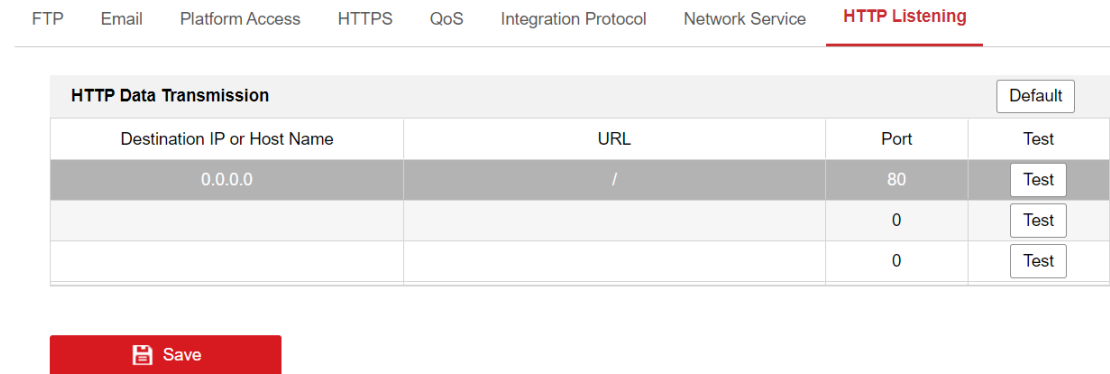 FTP Email Platform Access HTTPS QoS Integration Protocol Network Service HTTP Listening
HTTP Data Transmission Default
Destination IP or Host Name URL Port Test
0.0.0.0 / 80 Test
0 Test
0 Test
Save